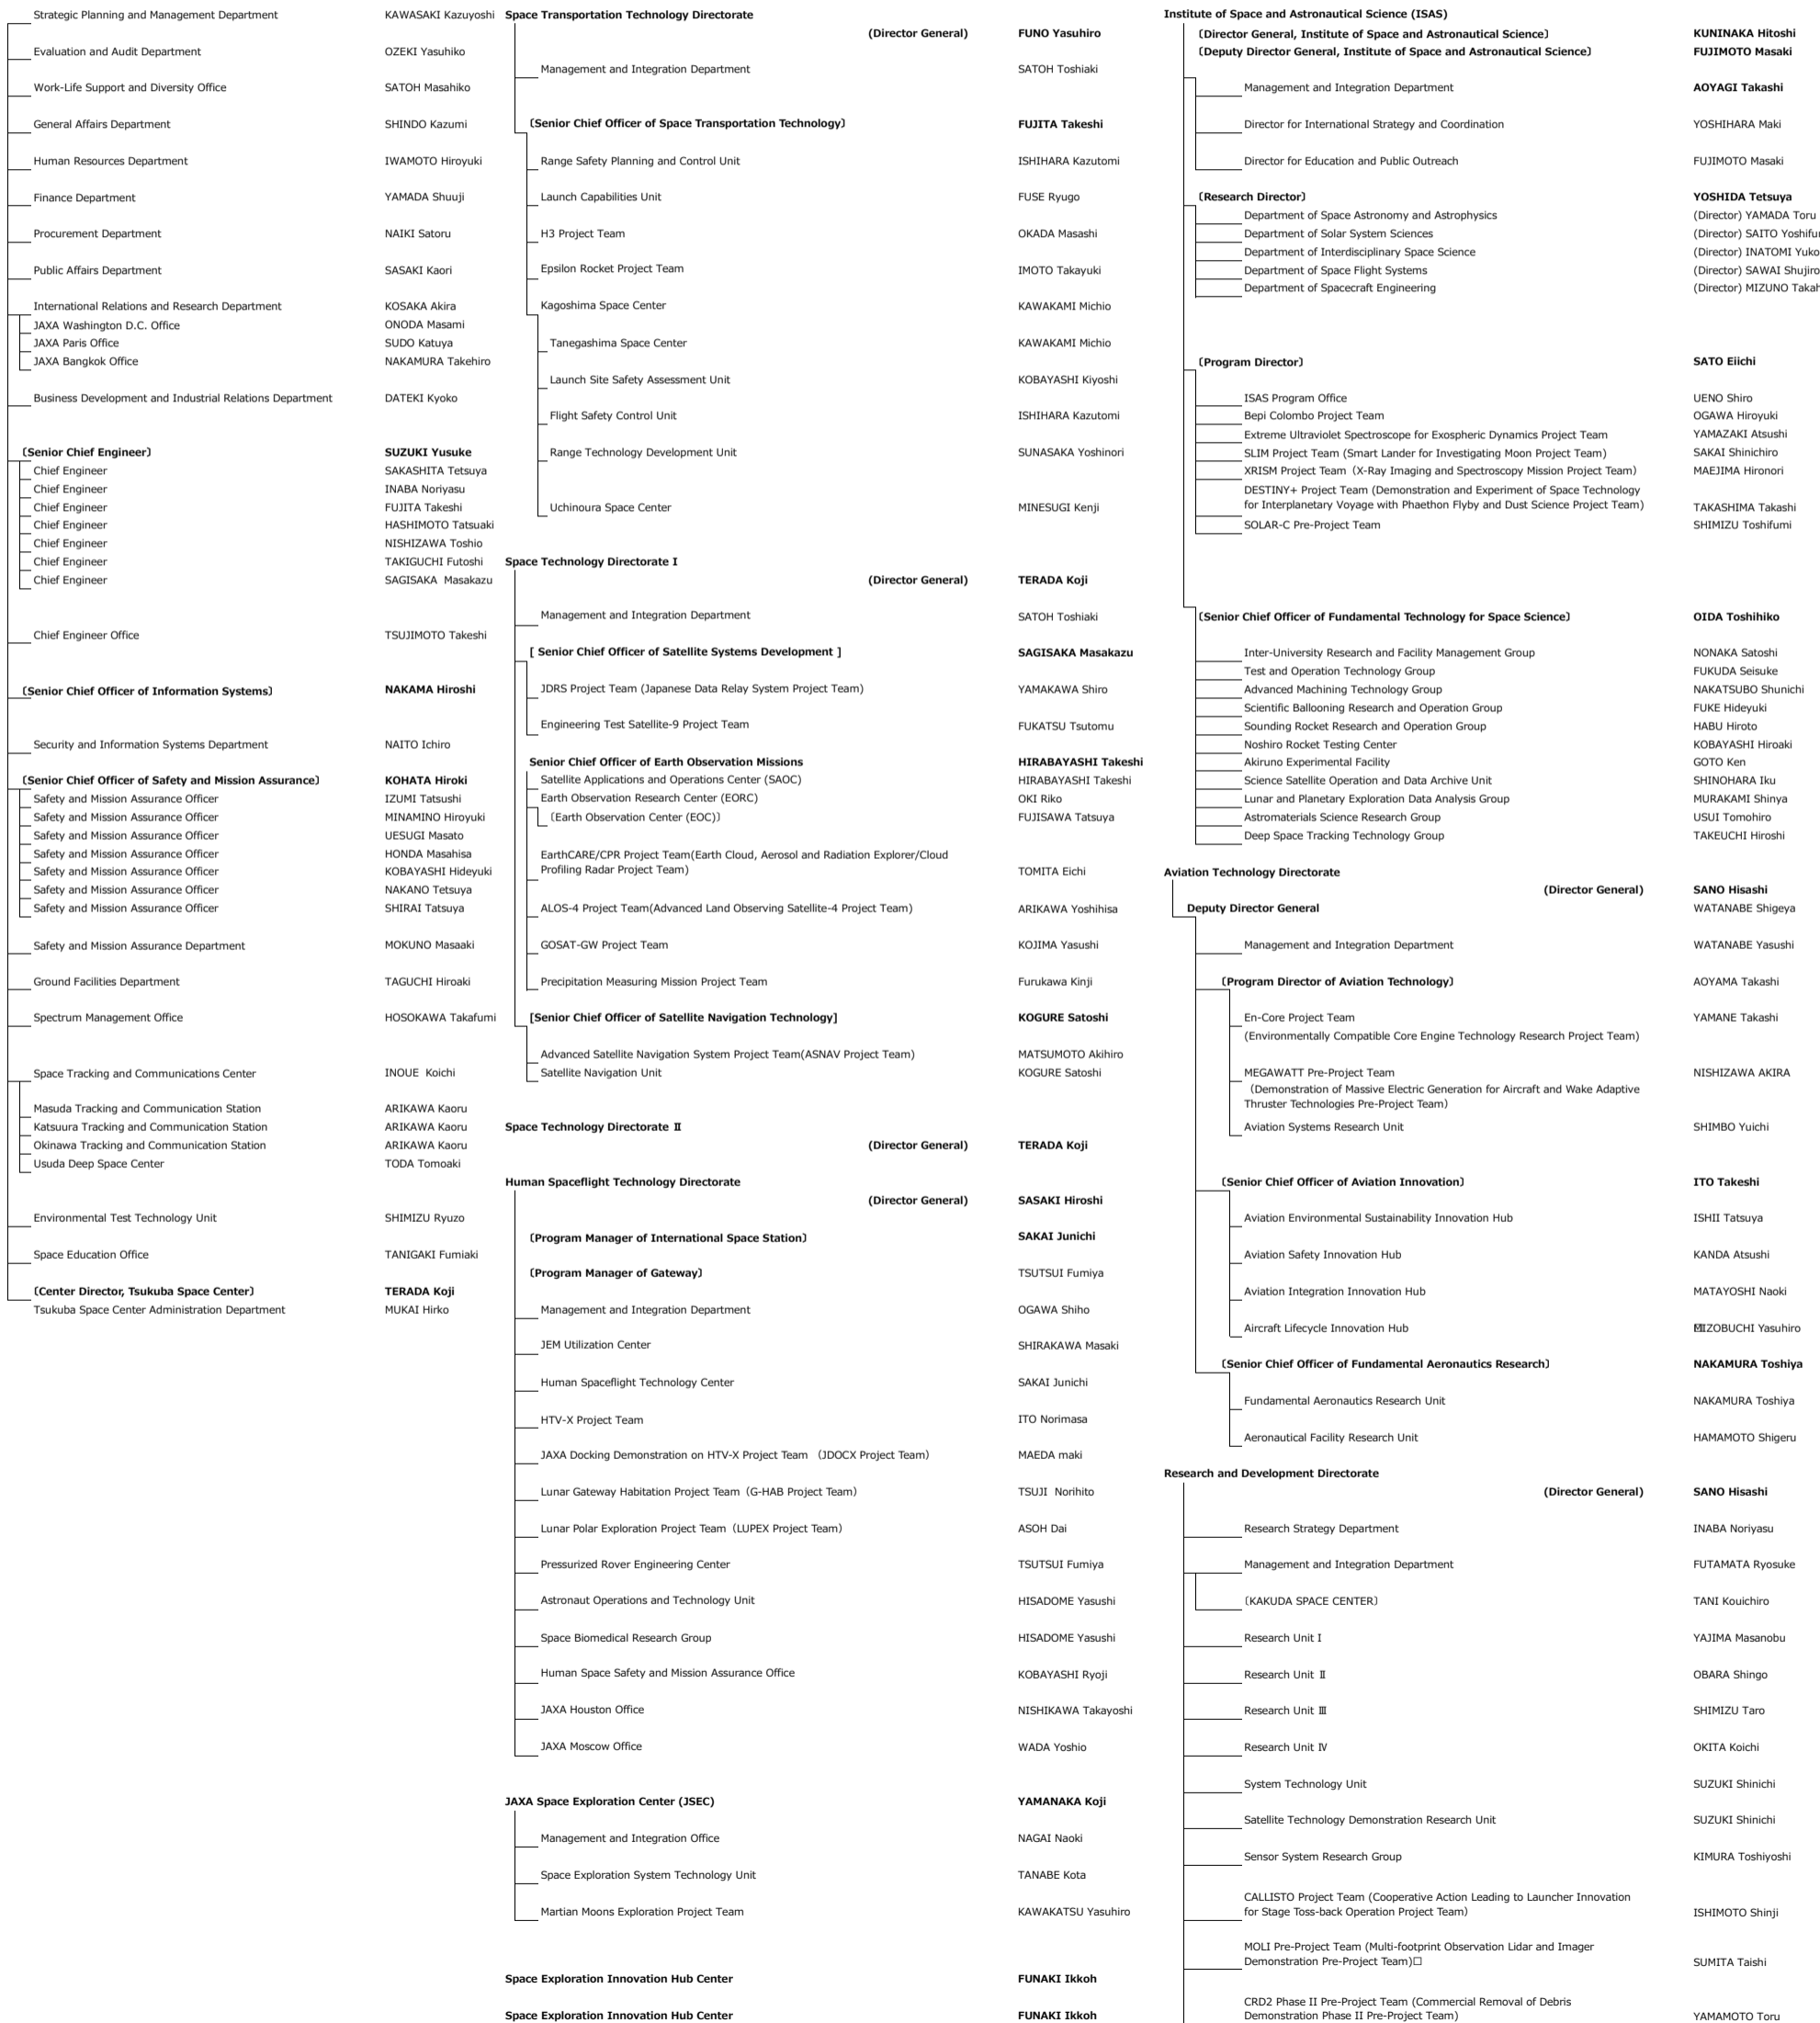 Strategic Planning and Management Department KAWASAKI Kazuyoshi
Evaluation and Audit Department OZEKI Yasuhiko
Work-Life Support and Diversity Office SATOH Masahiko
General Affairs Department SHINDO Kazumi
Human Resources Department IWAMOTO Hiroyuki
Finance Department YAMADA Shuuji
Procurement Department NAIKI Satoru
Public Affairs Department SASAKI Kaori
International Relations and Research Department KOSAKA Akira
JAXA Washington D.C. Office ONODA Masami
JAXA Paris Office SUDO Katuya
JAXA Bangkok Office NAKAMURA Takehiro
Business Development and Industrial Relations Department DATEKI Kyoko
〔Senior Chief Engineer〕 SUZUKI Yusuke
Chief Engineer SAKASHITA Tetsuya
Chief Engineer INABA Noriyasu
Chief Engineer FUJITA Takeshi
Chief Engineer HASHIMOTO Tatsuaki
Chief Engineer NISHIZAWA Toshio
Chief Engineer TAKIGUCHI Futoshi
Chief Engineer SAGISAKA Masakazu
Chief Engineer Office TSUJIMOTO Takeshi
〔Senior Chief Officer of Information Systems〕 NAKAMA Hiroshi
Security and Information Systems Department NAITO Ichiro
〔Senior Chief Officer of Safety and Mission Assurance〕 KOHATA Hiroki
Safety and Mission Assurance Officer IZUMI Tatsushi
Safety and Mission Assurance Officer MINAMINO Hiroyuki
Safety and Mission Assurance Officer UESUGI Masato
Safety and Mission Assurance Officer HONDA Masahisa
Safety and Mission Assurance Officer KOBAYASHI Hideyuki
Safety and Mission Assurance Officer NAKANO Tetsuya
Safety and Mission Assurance Officer SHIRAI Tatsuya
Safety and Mission Assurance Department MOKUNO Masaaki
Ground Facilities Department TAGUCHI Hiroaki
Spectrum Management Office HOSOKAWA Takafumi
Space Tracking and Communications Center INOUE Koichi
Masuda Tracking and Communication Station ARIKAWA Kaoru
Katsuura Tracking and Communication Station ARIKAWA Kaoru
Okinawa Tracking and Communication Station ARIKAWA Kaoru
Usuda Deep Space Center TODA Tomoaki
Environmental Test Technology Unit SHIMIZU Ryuzo
Space Education Office TANIGAKI Fumiaki
〔Center Director, Tsukuba Space Center〕 TERADA Koji
Tsukuba Space Center Administration Department MUKAI Hirko
Space Transportation Technology Directorate
(Director General) FUNO Yasuhiro
Management and Integration Department SATOH Toshiaki
〔Senior Chief Officer of Space Transportation Technology〕 FUJITA Takeshi
Range Safety Planning and Control Unit ISHIHARA Kazutomi
Launch Capabilities Unit FUSE Ryugo
H3 Project Team OKADA Masashi
Epsilon Rocket Project Team IMOTO Takayuki
Kagoshima Space Center KAWAKAMI Michio
Tanegashima Space Center KAWAKAMI Michio
Launch Site Safety Assessment Unit KOBAYASHI Kiyoshi
Flight Safety Control Unit ISHIHARA Kazutomi
Range Technology Development Unit SUNASAKA Yoshinori
Uchinoura Space Center MINESUGI Kenji
Space Technology Directorate I
(Director General) TERADA Koji
Management and Integration Department SATOH Toshiaki
[ Senior Chief Officer of Satellite Systems Development ] SAGISAKA Masakazu
JDRS Project Team (Japanese Data Relay System Project Team) YAMAKAWA Shiro
Engineering Test Satellite-9 Project Team FUKATSU Tsutomu
Senior Chief Officer of Earth Observation Missions HIRABAYASHI Takeshi
Satellite Applications and Operations Center (SAOC) HIRABAYASHI Takeshi
Earth Observation Research Center (EORC) OKI Riko
〔Earth Observation Center (EOC)〕 FUJISAWA Tatsuya
EarthCARE/CPR Project Team(Earth Cloud, Aerosol and Radiation Explorer/Cloud
Profiling Radar Project Team) TOMITA Eichi
ALOS-4 Project Team(Advanced Land Observing Satellite-4 Project Team) ARIKAWA Yoshihisa
GOSAT-GW Project Team KOJIMA Yasushi
Precipitation Measuring Mission Project Team Furukawa Kinji
[Senior Chief Officer of Satellite Navigation Technology] KOGURE Satoshi
Advanced Satellite Navigation System Project Team(ASNAV Project Team) MATSUMOTO Akihiro
Satellite Navigation Unit KOGURE Satoshi
Space Technology Directorate Ⅱ
(Director General) TERADA Koji
Human Spaceflight Technology Directorate
(Director General) SASAKI Hiroshi
〔Program Manager of International Space Station〕 SAKAI Junichi
〔Program Manager of Gateway〕 TSUTSUI Fumiya
Management and Integration Department OGAWA Shiho
JEM Utilization Center SHIRAKAWA Masaki
Human Spaceflight Technology Center SAKAI Junichi
HTV-X Project Team ITO Norimasa
JAXA Docking Demonstration on HTV-X Project Team （JDOCX Project Team） MAEDA maki
Lunar Gateway Habitation Project Team（G-HAB Project Team） TSUJI Norihito
Lunar Polar Exploration Project Team（LUPEX Project Team） ASOH Dai
Pressurized Rover Engineering Center TSUTSUI Fumiya
Astronaut Operations and Technology Unit HISADOME Yasushi
Space Biomedical Research Group HISADOME Yasushi
Human Space Safety and Mission Assurance Office KOBAYASHI Ryoji
JAXA Houston Office NISHIKAWA Takayoshi
JAXA Moscow Office WADA Yoshio
JAXA Space Exploration Center (JSEC) YAMANAKA Koji
Management and Integration Office NAGAI Naoki
Space Exploration System Technology Unit TANABE Kota
Martian Moons Exploration Project Team KAWAKATSU Yasuhiro
Space Exploration Innovation Hub Center FUNAKI Ikkoh
Space Exploration Innovation Hub Center FUNAKI Ikkoh
Institute of Space and Astronautical Science (ISAS)
〔Director General, Institute of Space and Astronautical Science〕 KUNINAKA Hitoshi
〔Deputy Director General, Institute of Space and Astronautical Science〕 FUJIMOTO Masaki
Management and Integration Department AOYAGI Takashi
Director for International Strategy and Coordination YOSHIHARA Maki
Director for Education and Public Outreach FUJIMOTO Masaki
〔Research Director〕 YOSHIDA Tetsuya
Department of Space Astronomy and Astrophysics (Director) YAMADA Toru
Department of Solar System Sciences (Director) SAITO Yoshifu
Department of Interdisciplinary Space Science (Director) INATOMI Yuko
Department of Space Flight Systems (Director) SAWAI Shujiro
Department of Spacecraft Engineering (Director) MIZUNO Takah
〔Program Director〕 SATO Eiichi
ISAS Program Office UENO Shiro
Bepi Colombo Project Team OGAWA Hiroyuki
Extreme Ultraviolet Spectroscope for Exospheric Dynamics Project Team YAMAZAKI Atsushi
SLIM Project Team (Smart Lander for Investigating Moon Project Team) SAKAI Shinichiro
XRISM Project Team（X-Ray Imaging and Spectroscopy Mission Project Team） MAEJIMA Hironori
DESTINY+ Project Team (Demonstration and Experiment of Space Technology
for Interplanetary Voyage with Phaethon Flyby and Dust Science Project Team) TAKASHIMA Takashi
SOLAR-C Pre-Project Team SHIMIZU Toshifumi
〔Senior Chief Officer of Fundamental Technology for Space Science〕 OIDA Toshihiko
Inter-University Research and Facility Management Group NONAKA Satoshi
Test and Operation Technology Group FUKUDA Seisuke
Advanced Machining Technology Group NAKATSUBO Shunichi
Scientific Ballooning Research and Operation Group FUKE Hideyuki
Sounding Rocket Research and Operation Group HABU Hiroto
Noshiro Rocket Testing Center KOBAYASHI Hiroaki
Akiruno Experimental Facility GOTO Ken
Science Satellite Operation and Data Archive Unit SHINOHARA Iku
Lunar and Planetary Exploration Data Analysis Group MURAKAMI Shinya
Astromaterials Science Research Group USUI Tomohiro
Deep Space Tracking Technology Group TAKEUCHI Hiroshi
Aviation Technology Directorate
(Director General) SANO Hisashi
Deputy Director General WATANABE Shigeya
Management and Integration Department WATANABE Yasushi
〔Program Director of Aviation Technology〕 AOYAMA Takashi
En-Core Project Team YAMANE Takashi
(Environmentally Compatible Core Engine Technology Research Project Team)
MEGAWATT Pre-Project Team NISHIZAWA AKIRA
（Demonstration of Massive Electric Generation for Aircraft and Wake Adaptive
Thruster Technologies Pre-Project Team）
Aviation Systems Research Unit SHIMBO Yuichi
〔Senior Chief Officer of Aviation Innovation〕 ITO Takeshi
Aviation Environmental Sustainability Innovation Hub ISHII Tatsuya
Aviation Safety Innovation Hub KANDA Atsushi
Aviation Integration Innovation Hub MATAYOSHI Naoki
Aircraft Lifecycle Innovation Hub MIZOBUCHI Yasuhiro
〔Senior Chief Officer of Fundamental Aeronautics Research〕 NAKAMURA Toshiya
Fundamental Aeronautics Research Unit NAKAMURA Toshiya
Aeronautical Facility Research Unit HAMAMOTO Shigeru
Research and Development Directorate
(Director General) SANO Hisashi
Research Strategy Department INABA Noriyasu
Management and Integration Department FUTAMATA Ryosuke
〔KAKUDA SPACE CENTER〕 TANI Kouichiro
Research Unit I YAJIMA Masanobu
Research Unit Ⅱ OBARA Shingo
Research Unit Ⅲ SHIMIZU Taro
Research Unit Ⅳ OKITA Koichi
System Technology Unit SUZUKI Shinichi
Satellite Technology Demonstration Research Unit SUZUKI Shinichi
Sensor System Research Group KIMURA Toshiyoshi
CALLISTO Project Team (Cooperative Action Leading to Launcher Innovation
for Stage Toss-back Operation Project Team) ISHIMOTO Shinji
MOLI Pre-Project Team (Multi-footprint Observation Lidar and Imager
Demonstration Pre-Project Team)□ SUMITA Taishi
CRD2 Phase II Pre-Project Team (Commercial Removal of Debris
Demonstration Phase II Pre-Project Team) YAMAMOTO Toru